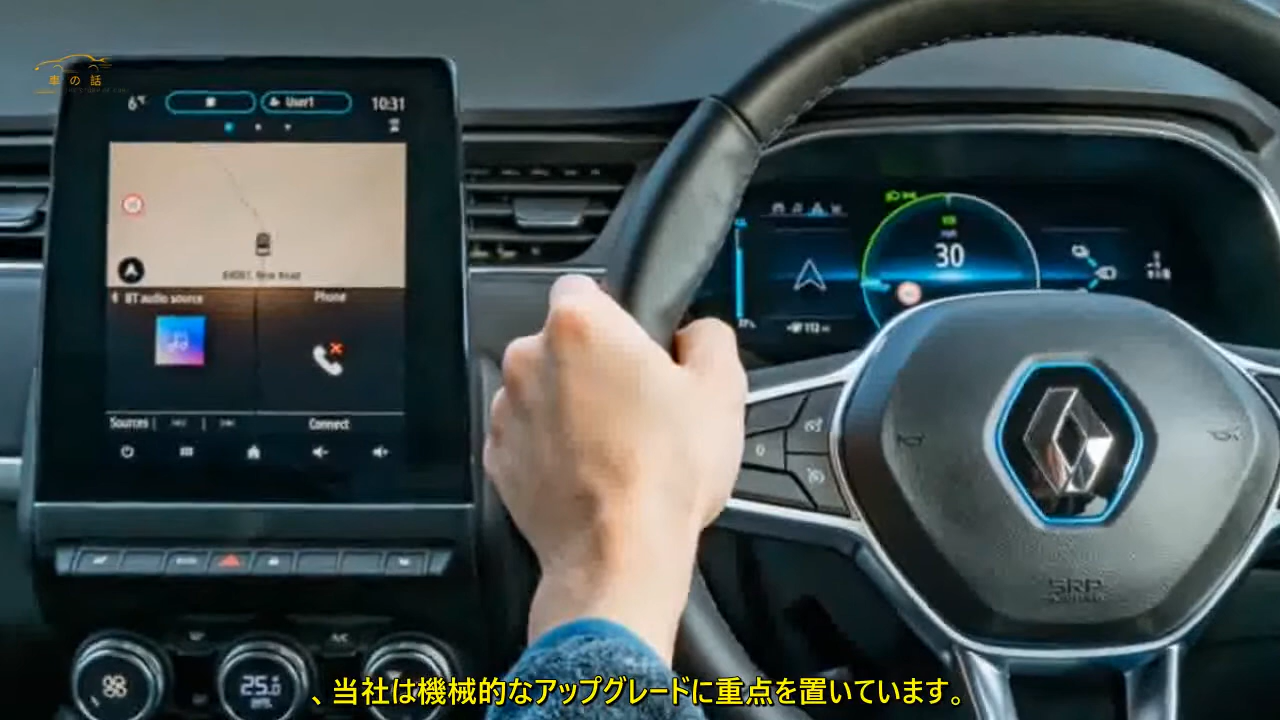 車の話
6°c
User1
10:31
BT audio source
Phone
Sources
Connect
30
SRP
25.0
、当社は機械的なアップグレードに重点を置いています。